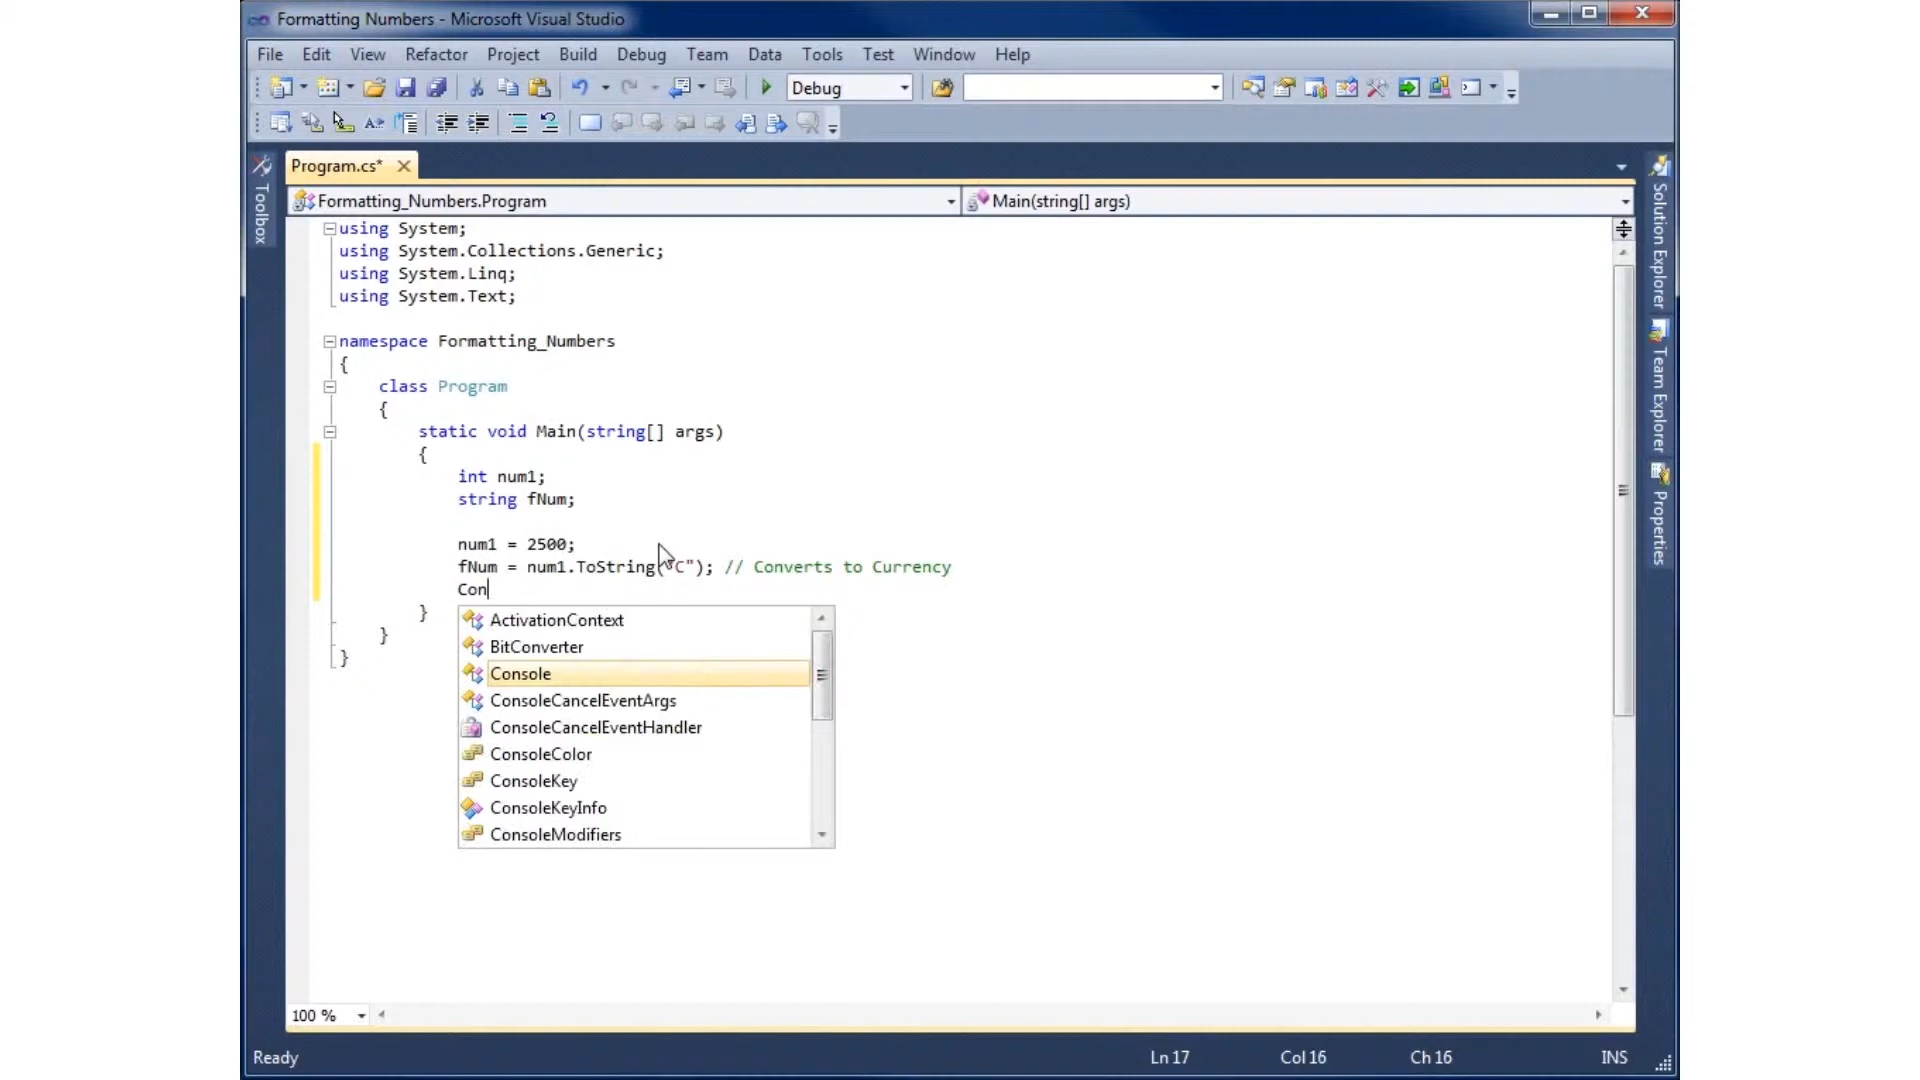 Formatting Numbers - Microsoft Visual Studio
File Edit View Refactor Project Build Debug Team Data Tools Test Window Help
Debug
Program.cs*
Formatting_Numbers.Program
Main(string[] args)
Toolbox
using System;
using System.Collections.Generic;
using System.Linq;
using System.Text;
namespace Formatting_Numbers
{
class Program
{
static void Main(string[] args)
{
int num1;
string fNum;
num1 = 2500;
fNum = num1.ToString("C"); // Converts to Currency
Con
}
}
}
ActivationContext
BitConverter
Console
ConsoleCancelEventArgs
ConsoleCancelEventHandler
ConsoleColor
ConsoleKey
ConsoleKeyInfo
ConsoleModifiers
Solution Explorer
Team Explorer
Properties
100 %
Ready Ln 17 Col 16 Ch 16 INS